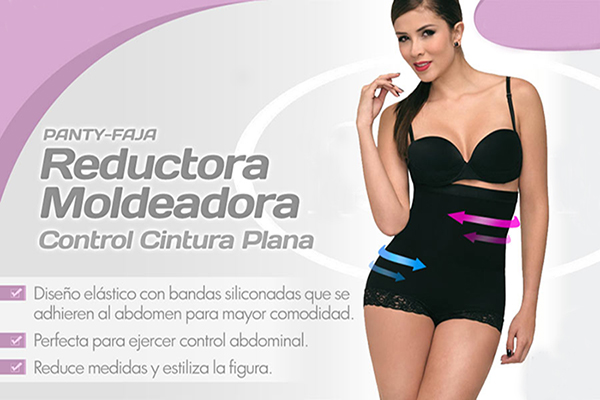 PANTY-FAJA
Reductora
Moldeadora
Control Cintura Plana
Diseño elástico con bandas siliconadas que se
adhieren al abdomen para mayor comodidad.
Perfecta para ejercer control abdominal.
Reduce medidas y estiliza la figura.